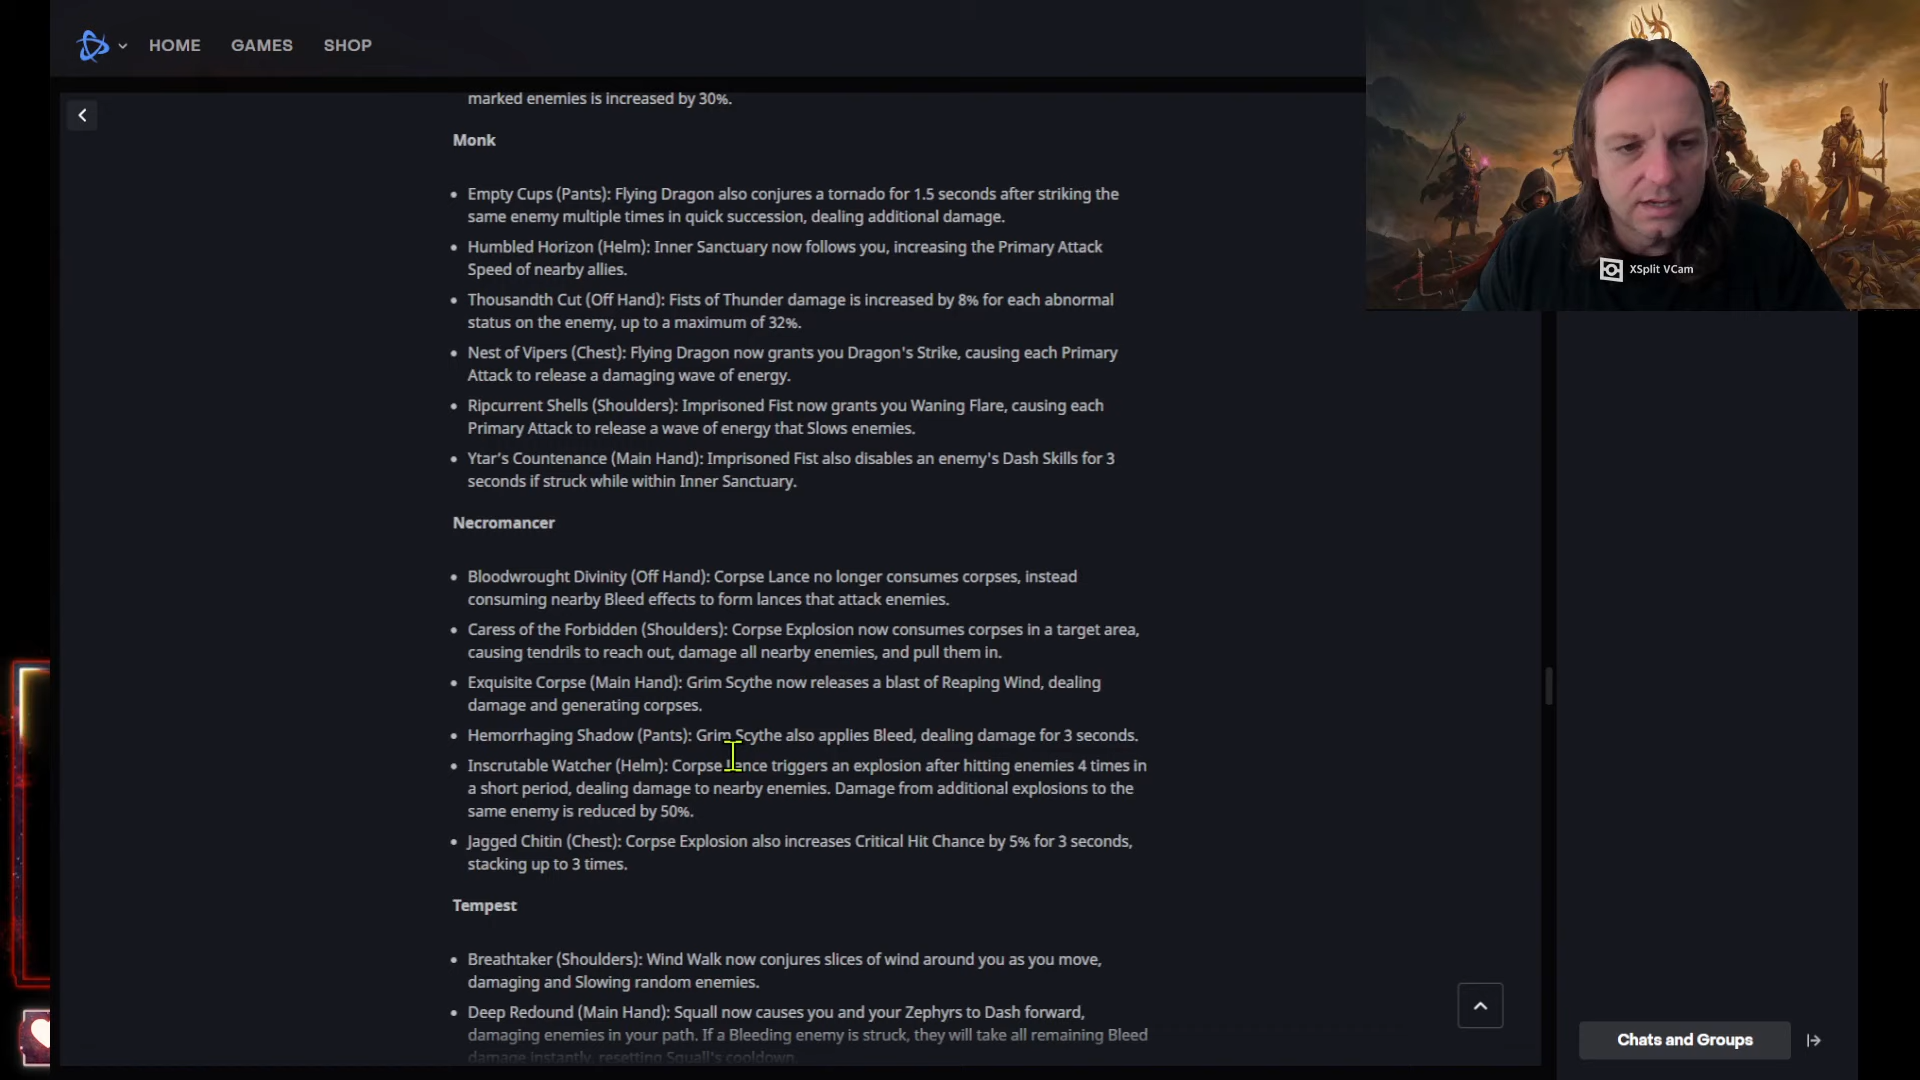 HOME GAMES SHOP
marked enemies is increased by 30%.
Monk
• Empty Cups (Pants): Flying Dragon also conjures a tornado for 1.5 seconds after striking the
same enemy multiple times in quick succession, dealing additional damage.
• Humbled Horizon (Helm): Inner Sanctuary now follows you, increasing the Primary Attack
Speed of nearby allies.
• Thousandth Cut (Off Hand): Fists of Thunder damage is increased by 8% for each abnormal
status on the enemy, up to a maximum of 32%.
• Nest of Vipers (Chest): Flying Dragon now grants you Dragon's Strike, causing each Primary
Attack to release a damaging wave of energy.
• Ripcurrent Shells (Shoulders): Imprisoned Fist now grants you Waning Flare, causing each
Primary Attack to release a wave of energy that Slows enemies.
• Ytar’s Countenance (Main Hand): Imprisoned Fist also disables an enemy's Dash Skills for 3
seconds if struck while within Inner Sanctuary.
Necromancer
• Bloodwrought Divinity (Off Hand): Corpse Lance no longer consumes corpses, instead
consuming nearby Bleed effects to form lances that attack enemies.
• Caress of the Forbidden (Shoulders): Corpse Explosion now consumes corpses in a target area,
causing tendrils to reach out, damage all nearby enemies, and pull them in.
• Exquisite Corpse (Main Hand): Grim Scythe now releases a blast of Reaping Wind, dealing
damage and generating corpses.
• Hemorrhaging Shadow (Pants): Grim Scythe also applies Bleed, dealing damage for 3 seconds.
• Inscrutable Watcher (Helm): Corpse Lance triggers an explosion after hitting enemies 4 times in
a short period, dealing damage to nearby enemies. Damage from additional explosions to the
same enemy is reduced by 50%.
• Jagged Chitin (Chest): Corpse Explosion also increases Critical Hit Chance by 5% for 3 seconds,
stacking up to 3 times.
Tempest
• Breathtaker (Shoulders): Wind Walk now conjures slices of wind around you as you move,
damaging and Slowing random enemies.
• Deep Redound (Main Hand): Squall now causes you and your Zephyrs to Dash forward,
damaging enemies in your path. If a Bleeding enemy is struck, they will take all remaining Bleed
damage instantly, resetting Squall's cooldown.
XSplit VCam
Chats and Groups